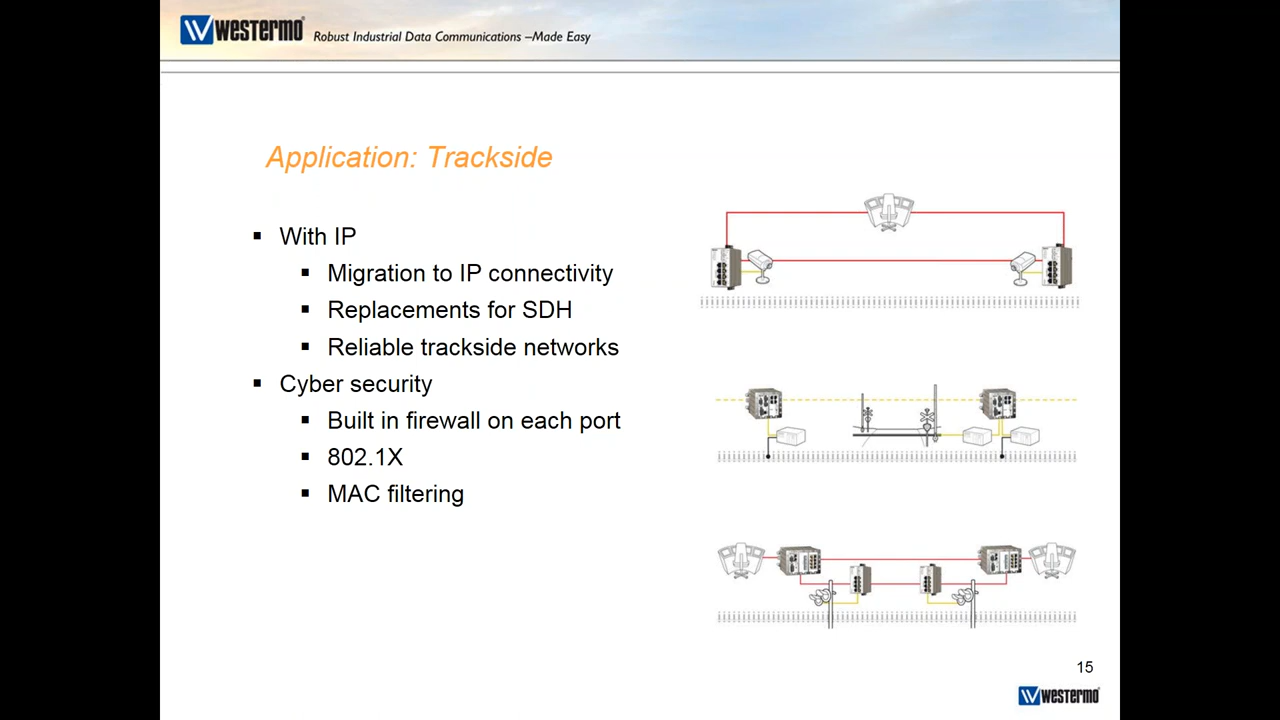 westermo Robust Industrial Data Communications –Made Easy
Application: Trackside
▪ With IP
▪ Migration to IP connectivity
▪ Replacements for SDH
▪ Reliable trackside networks
▪ Cyber security
▪ Built in firewall on each port
▪ 802.1X
▪ MAC filtering
15
westermo